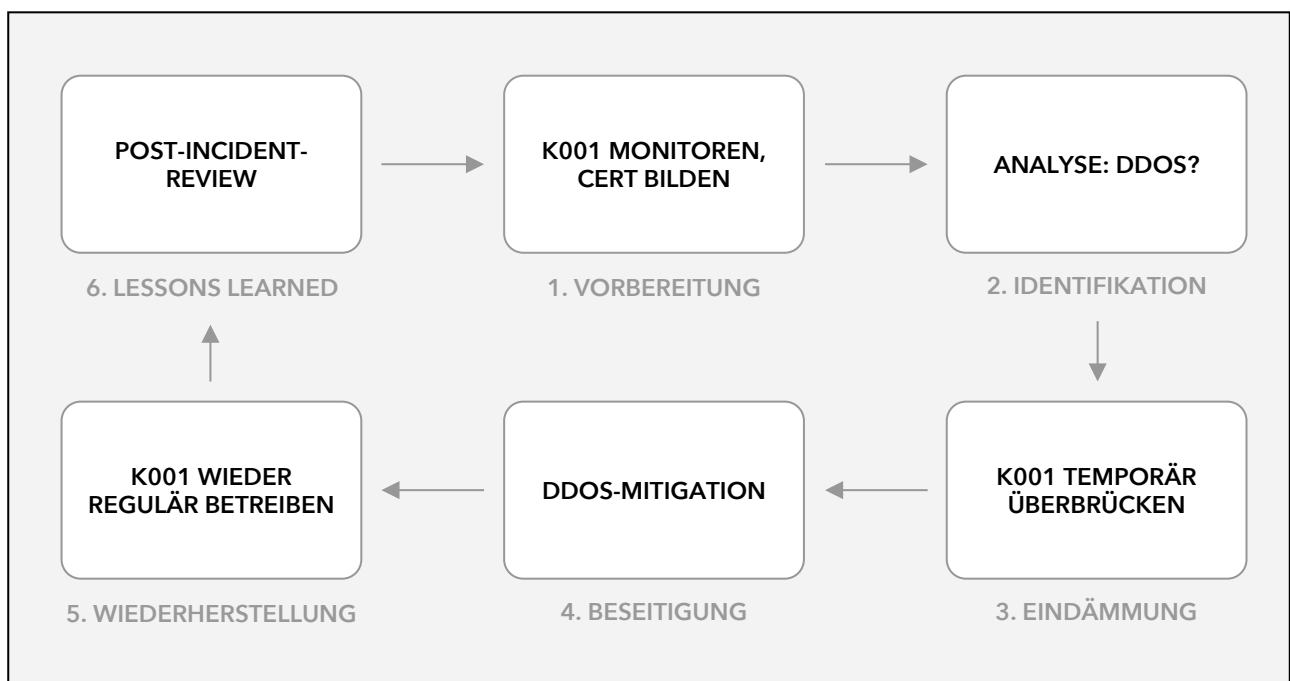 POST-INCIDENT-
REVIEW
6. LESSONS LEARNED
K001 MONITOREN,
CERT BILDEN
1. VORBEREITUNG
ANALYSE: DDOS?
2. IDENTIFIKATION
K001 WIEDER
REGULÄR BETREIBEN
5. WIEDERHERSTELLUNG
DDOS-MITIGATION
4. BESEITIGUNG
K001 TEMPORÄR
ÜBERBRÜCKEN
3. EINDÄMMUNG